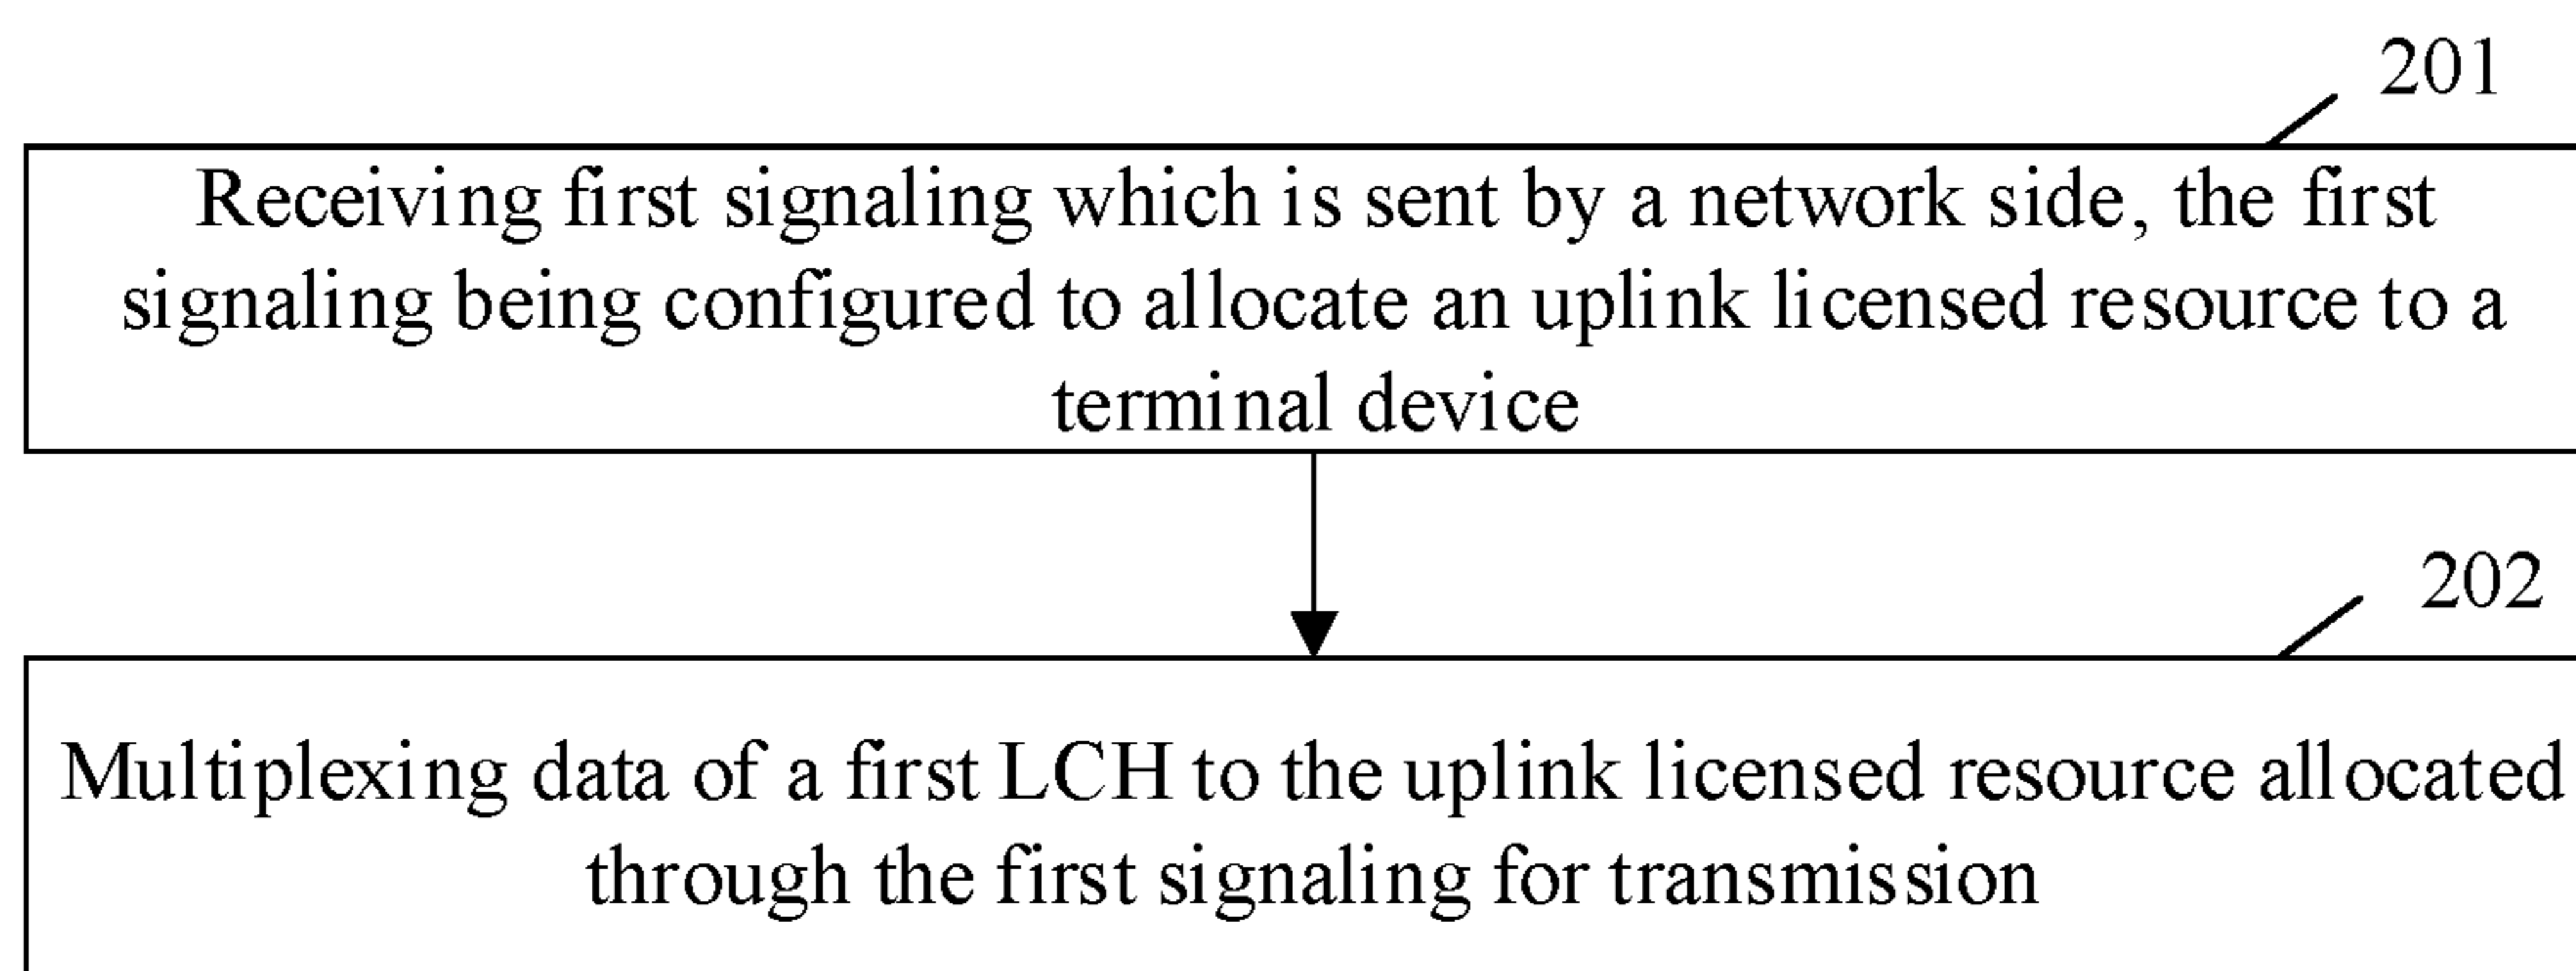 201
Receiving first signaling which is sent by a network side, the first
signaling being configured to allocate an uplink licensed resource to a
terminal device
202
Multiplexing data of a first LCH to the uplink licensed resource allocated
through the first signaling for transmission